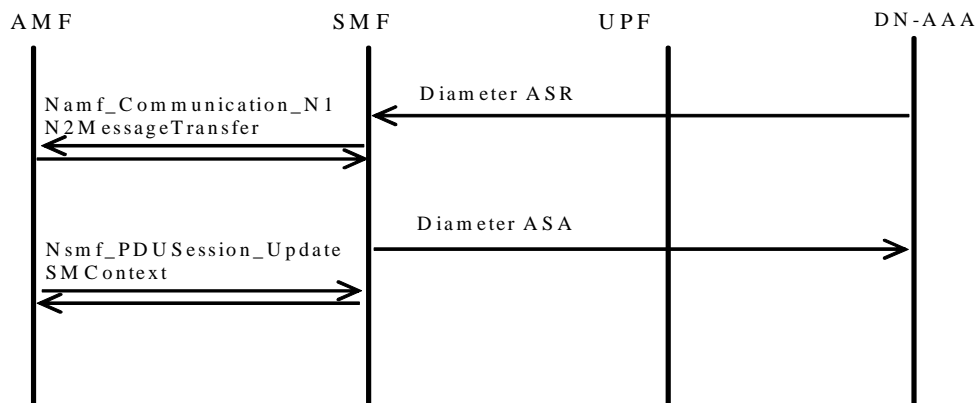 AMF
SMF
UPF
DN-AAA
Diameter ASR
Namf_Communication_N1
N2MessageTransfer
Diameter ASA
Nsmf_PDUSession_Update
SMContext